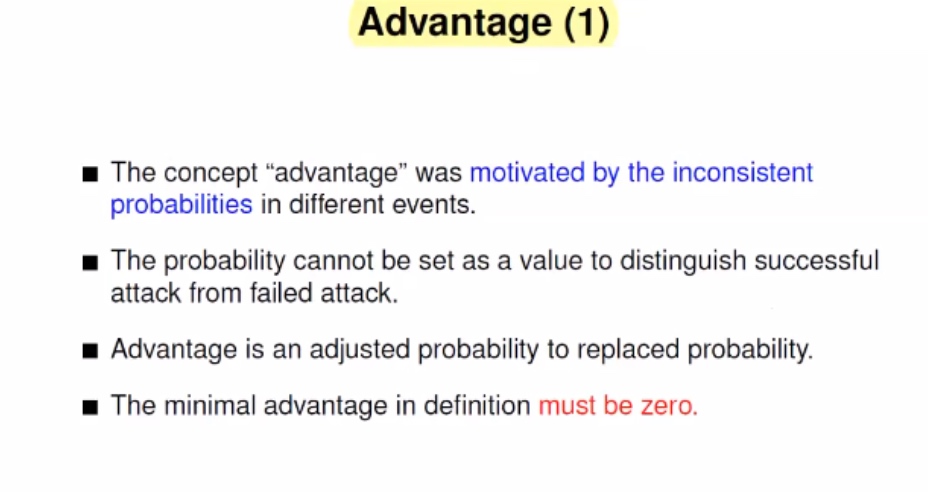 Advantage (1)
■ The concept “advantage” was motivated by the inconsistent
probabilities in different events.
■ The probability cannot be set as a value to distinguish successful
attack from failed attack.
■ Advantage is an adjusted probability to replaced probability.
■ The minimal advantage in definition must be zero.